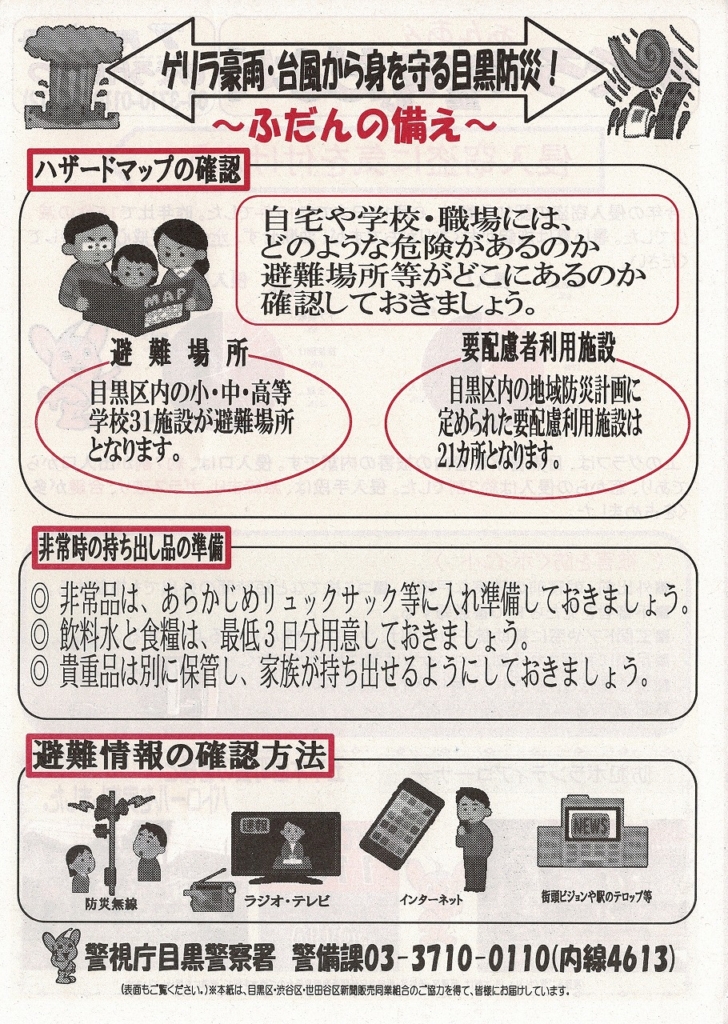 ゲリラ豪雨・台風から身を守る目黒防災!
～ふだんの備え～
ハザードマップの確認
自宅や学校・職場には、
どのような危険があるのか
避難場所等がどこにあるのか
確認しておきましょう。
MAP
避難場所
目黒区内の小・中・高等
学校31施設が避難場所
となります。
要配慮者利用施設
目黒区内の地域防災計画に
定められた要配慮利用施設は
21カ所となります。
非常時の持ち出し品の準備
◎ 非常品は、あらかじめリュックサック等に入れ準備しておきましょう。
◎ 飲料水と食糧は、最低3日分用意しておきましょう。
◎ 貴重品は別に保管し、家族が持ち出せるようにしておきましょう。
避難情報の確認方法
速報
NEWS
防災無線
ラジオ・テレビ
インターネット
街頭ビジョンや駅のテロップ等
警視庁目黒警察署 警備課03-3710-0110(内線4613)
(表面もご覧ください。)※本紙は、目黒区・渋谷区・世田谷区新聞販売同業組合のご協力を得て、皆様にお届けしています。